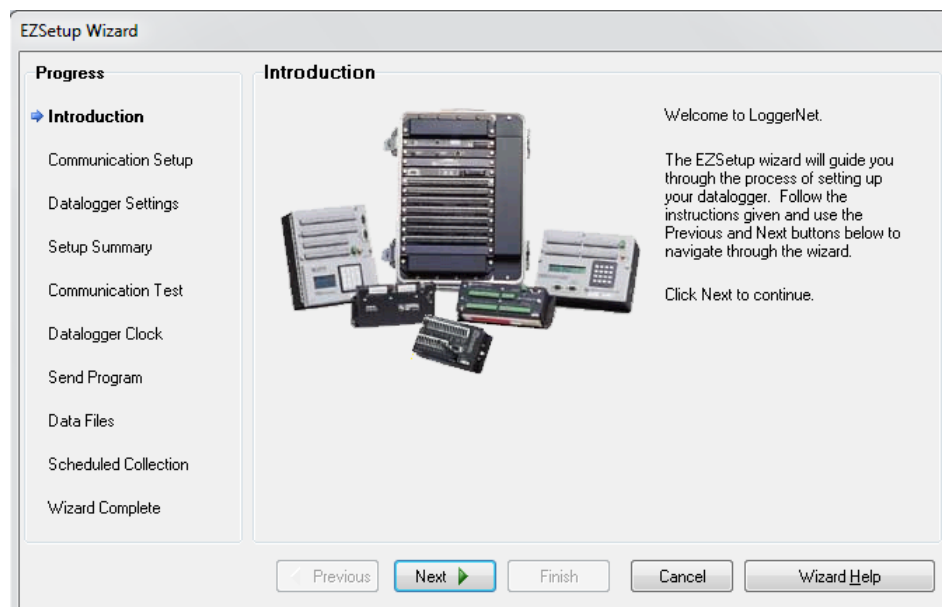 EZSetup Wizard
Progress
Introduction
Communication Setup
Datalogger Settings
Setup Summary
Communication Test
Datalogger Clock
Send Program
Data Files
Scheduled Collection
Wizard Complete
Introduction
Welcome to LoggerNet.
The EZSetup wizard will guide you
through the process of setting up
your datalogger. Follow the
instructions given and use the
Previous and Next buttons below to
navigate through the wizard.
Click Next to continue.
Previous
Next
Finish
Cancel
Wizard Help